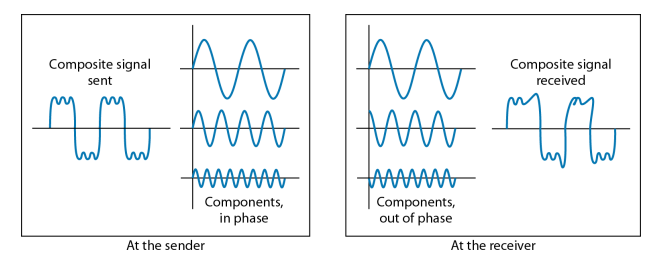 Composite signal
sent
Components,
in phase
At the sender
Composite signal
received
Components,
out of phase
At the receiver